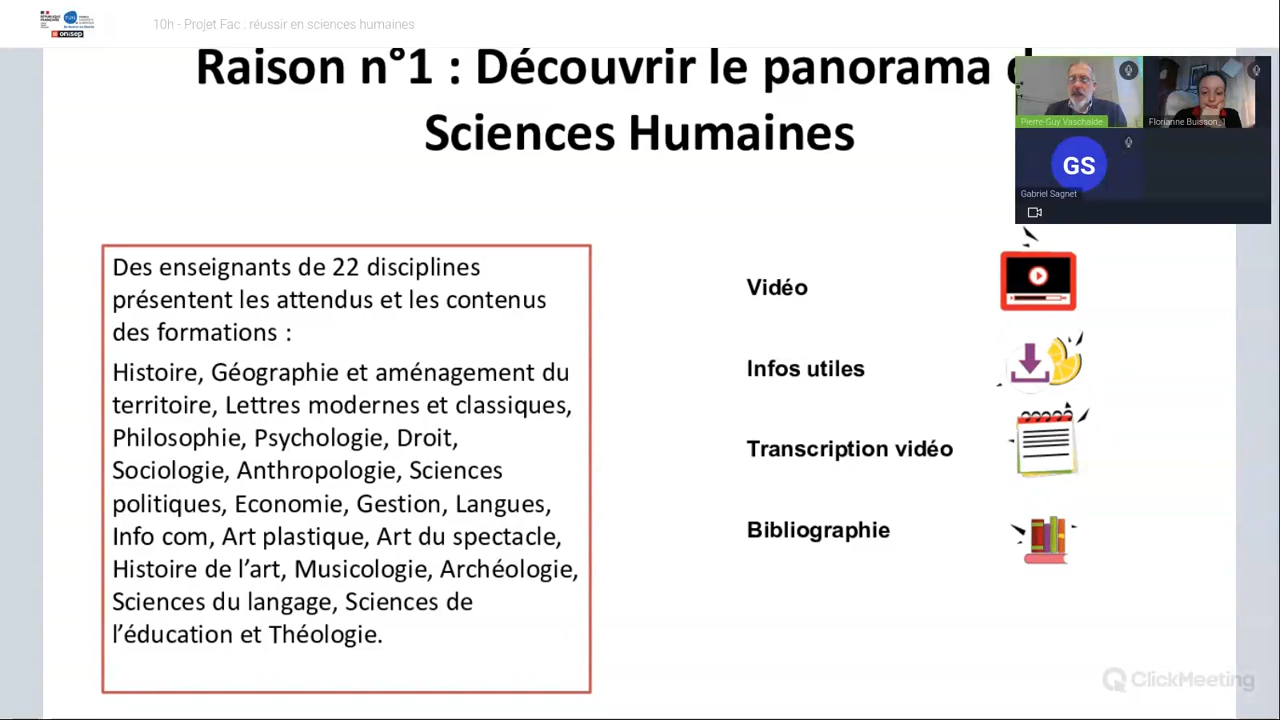 10h - Projet Fac : réussir en sciences humaines
onisep
Raison n°1 : Découvrir le panorama
Sciences Humaines
Pierre-Guy Vaschalde
Florianne Buisson_1
GS
Gabriel Sagnet
Des enseignants de 22 disciplines
présentent les attendus et les contenus
des formations :
Histoire, Géographie et aménagement du
territoire, Lettres modernes et classiques,
Philosophie, Psychologie, Droit,
Sociologie, Anthropologie, Sciences
politiques, Economie, Gestion, Langues,
Info com, Art plastique, Art du spectacle,
Histoire de l’art, Musicologie, Archéologie,
Sciences du langage, Sciences de
l’éducation et Théologie.
Vidéo
Infos utiles
Transcription vidéo
Bibliographie
ClickMeeting